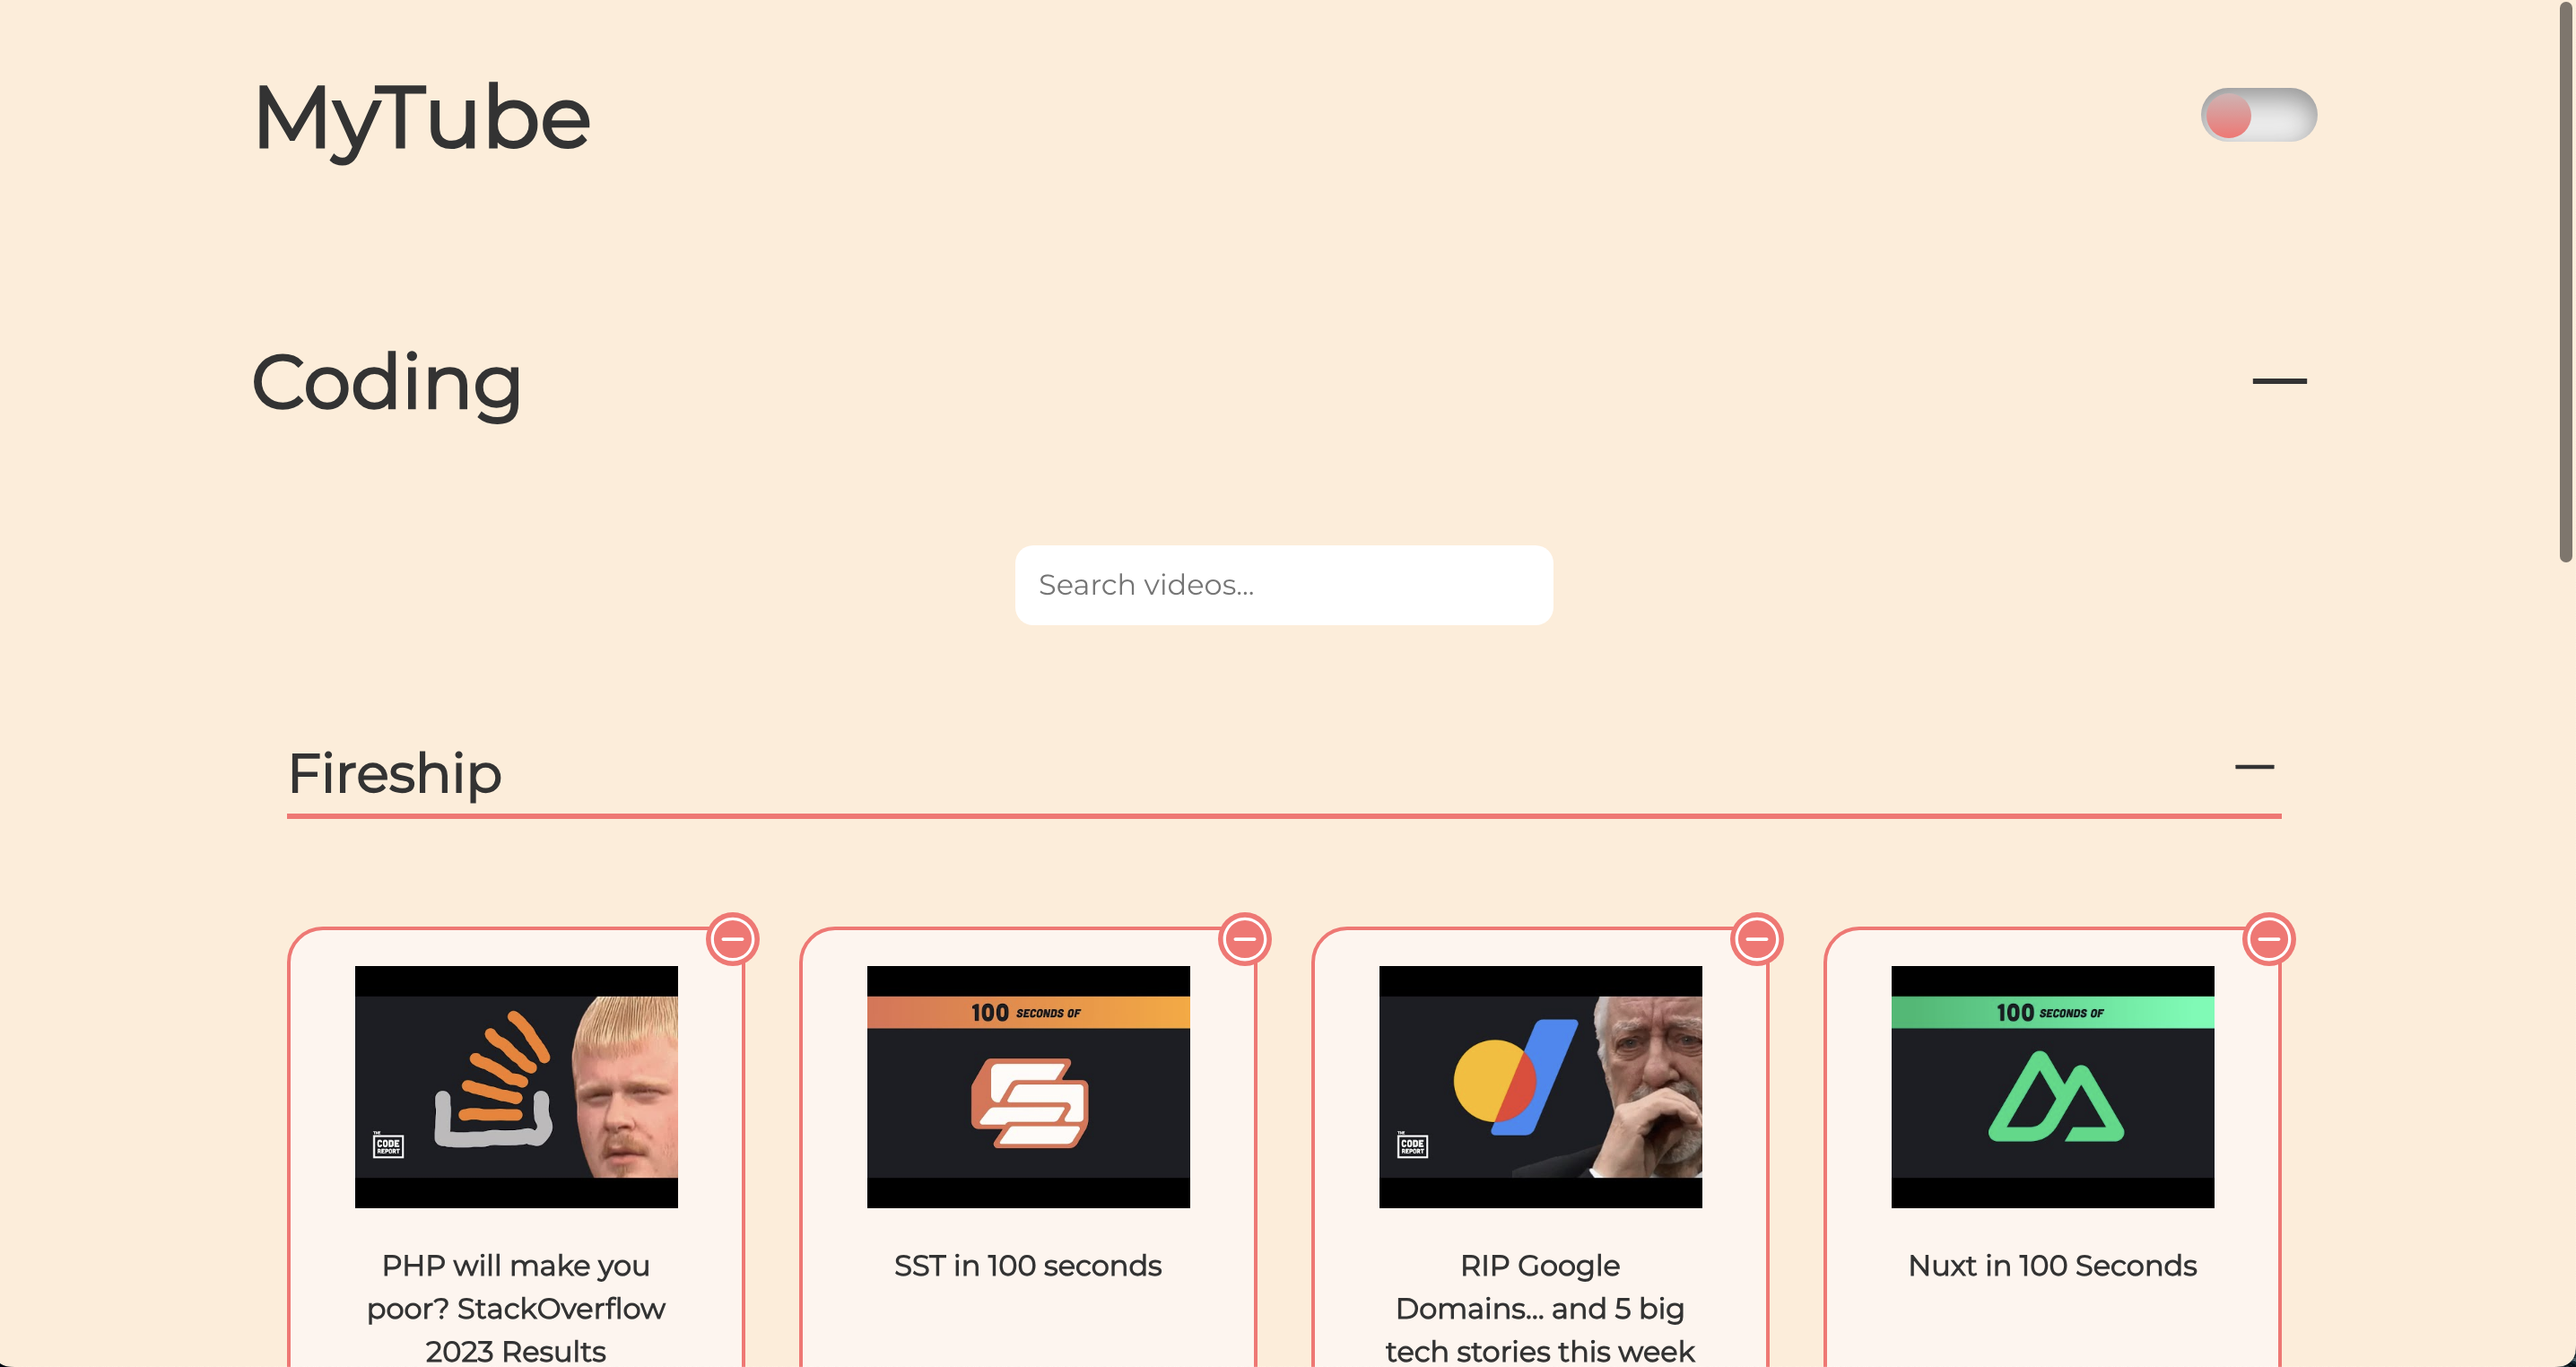 MyTube
Coding
Search videos...
Fireship
100 SECONDS OF
100 SECONDS OF
THE
CODE
REPORT
THE
CODE
REPORT
PHP will make you
poor? StackOverflow
2023 Results
SST in 100 seconds
RIP Google
Domains... and 5 big
tech stories this week
Nuxt in 100 Seconds